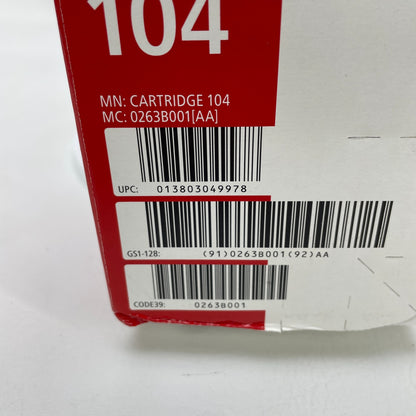 104
MN: CARTRIDGE 104
MC: 0263B001[AA]
UPC: 013803049978
GS1-128: (91)0263B001(92)AA
CODE39: 0263B001